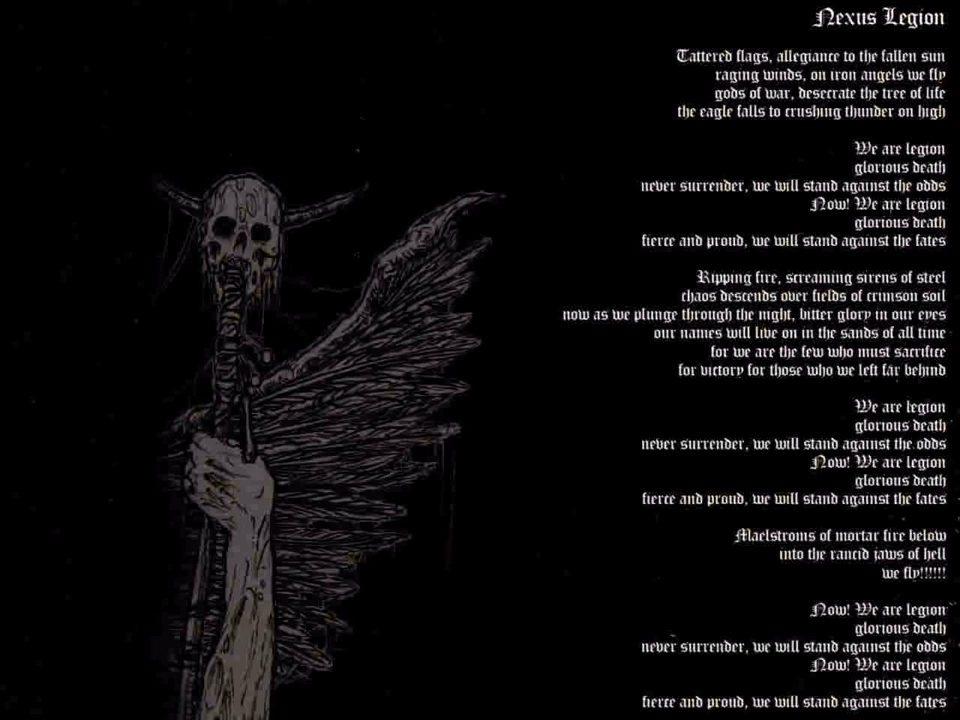 Nexus Legion
Tattered flags, allegiance to the fallen sun
raging winds, on iron angels we fly
gods of war, desecrate the tree of life
the eagle falls to crushing thunder on high
We are legion
glorious death
never surrender, we will stand against the odds
Now! We are legion
glorious death
fierce and proud, we will stand against the fates
Ripping fire, screaming sirens of steel
chaos descends over fields of crimson soil
now as we plunge through the night, bitter glory in our eyes
our names will live on in the sands of all time
for we are the few who must sacrifice
for victory for those who we left far behind
We are legion
glorious death
never surrender, we will stand against the odds
Now! We are legion
glorious death
fierce and proud, we will stand against the fates
Maelstroms of mortar fire below
into the rancid jaws of hell
we fly!!!!!!
Now! We are legion
glorious death
never surrender, we will stand against the odds
Now! We are legion
glorious death
fierce and proud, we will stand against the fates